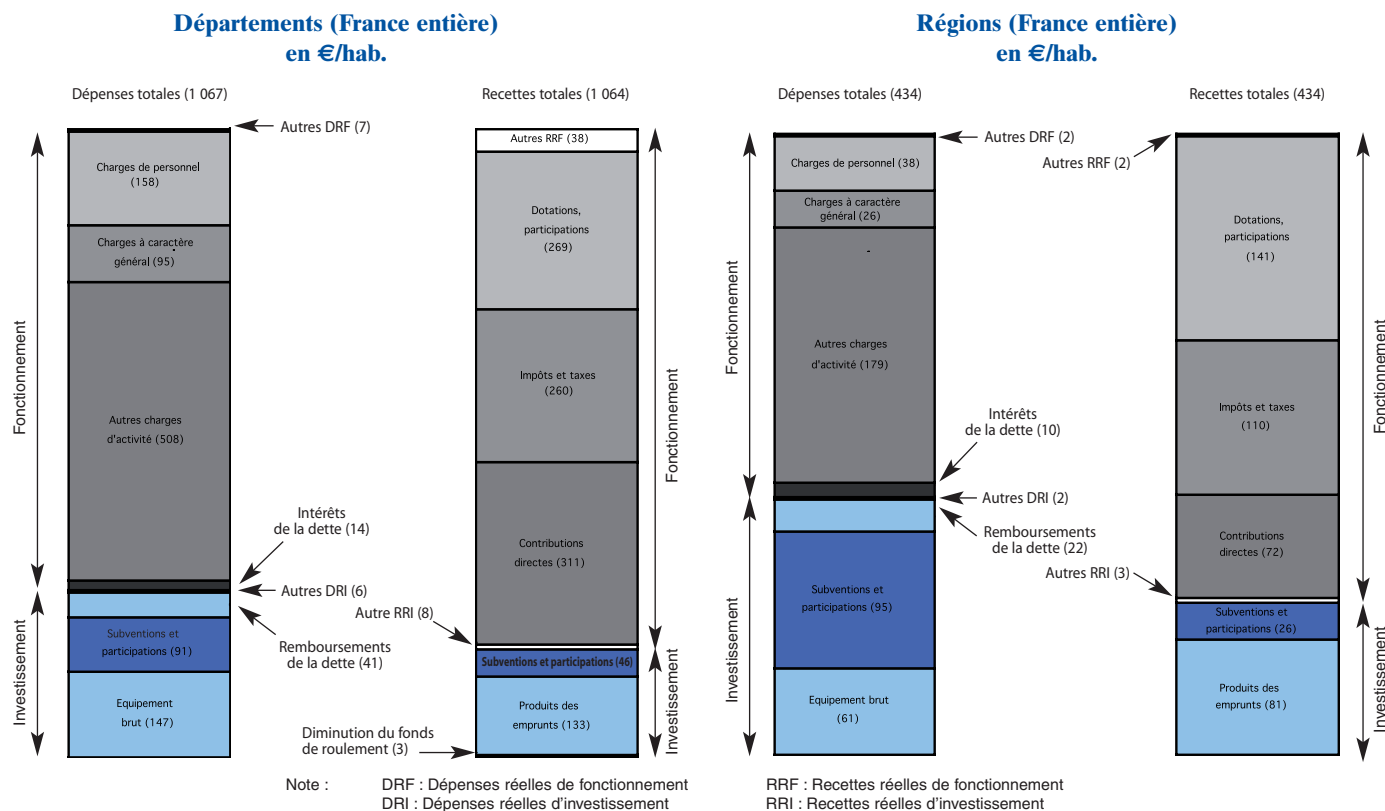 Départements (France entière)
en €/hab.
Dépenses totales (1 067)
Recettes totales (1 064)
Fonctionnement
Investissement
Autres DRF (7)
Charges de personnel
(158)
Charges à caractère
général (95)
Autres charges
d'activité (508)
Intérêts
de la dette (14)
Autres DRI (6)
Remboursements
de la dette (41)
Subventions et
participations (91)
Equipement
brut (147)
Autres RRF (38)
Dotations,
participations
(269)
Impôts et taxes
(260)
Contributions
directes (311)
Autre RRI (8)
Subventions et participations (46)
Produits des
emprunts (133)
Diminution du fonds
de roulement (3)
Fonctionnement
Investissement
Régions (France entière)
en €/hab.
Dépenses totales (434)
Recettes totales (434)
Fonctionnement
Investissement
Autres DRF (2)
Charges de personnel (38)
Charges à caractère
général (26)
Autres charges
d'activité (179)
Intérêts
de la dette (10)
Autres DRI (2)
Remboursements
de la dette (22)
Subventions et
participations (95)
Equipement brut
(61)
Autres RRF (2)
Dotations,
participations
(141)
Impôts et taxes
(110)
Contributions
directes (72)
Autres RRI (3)
Subventions et
participations (26)
Produits des
emprunts (81)
Fonctionnement
Investissement
Note : DRF : Dépenses réelles de fonctionnement RRF : Recettes réelles de fonctionnement
DRI : Dépenses réelles d'investissement RRI : Recettes réelles d'investissement